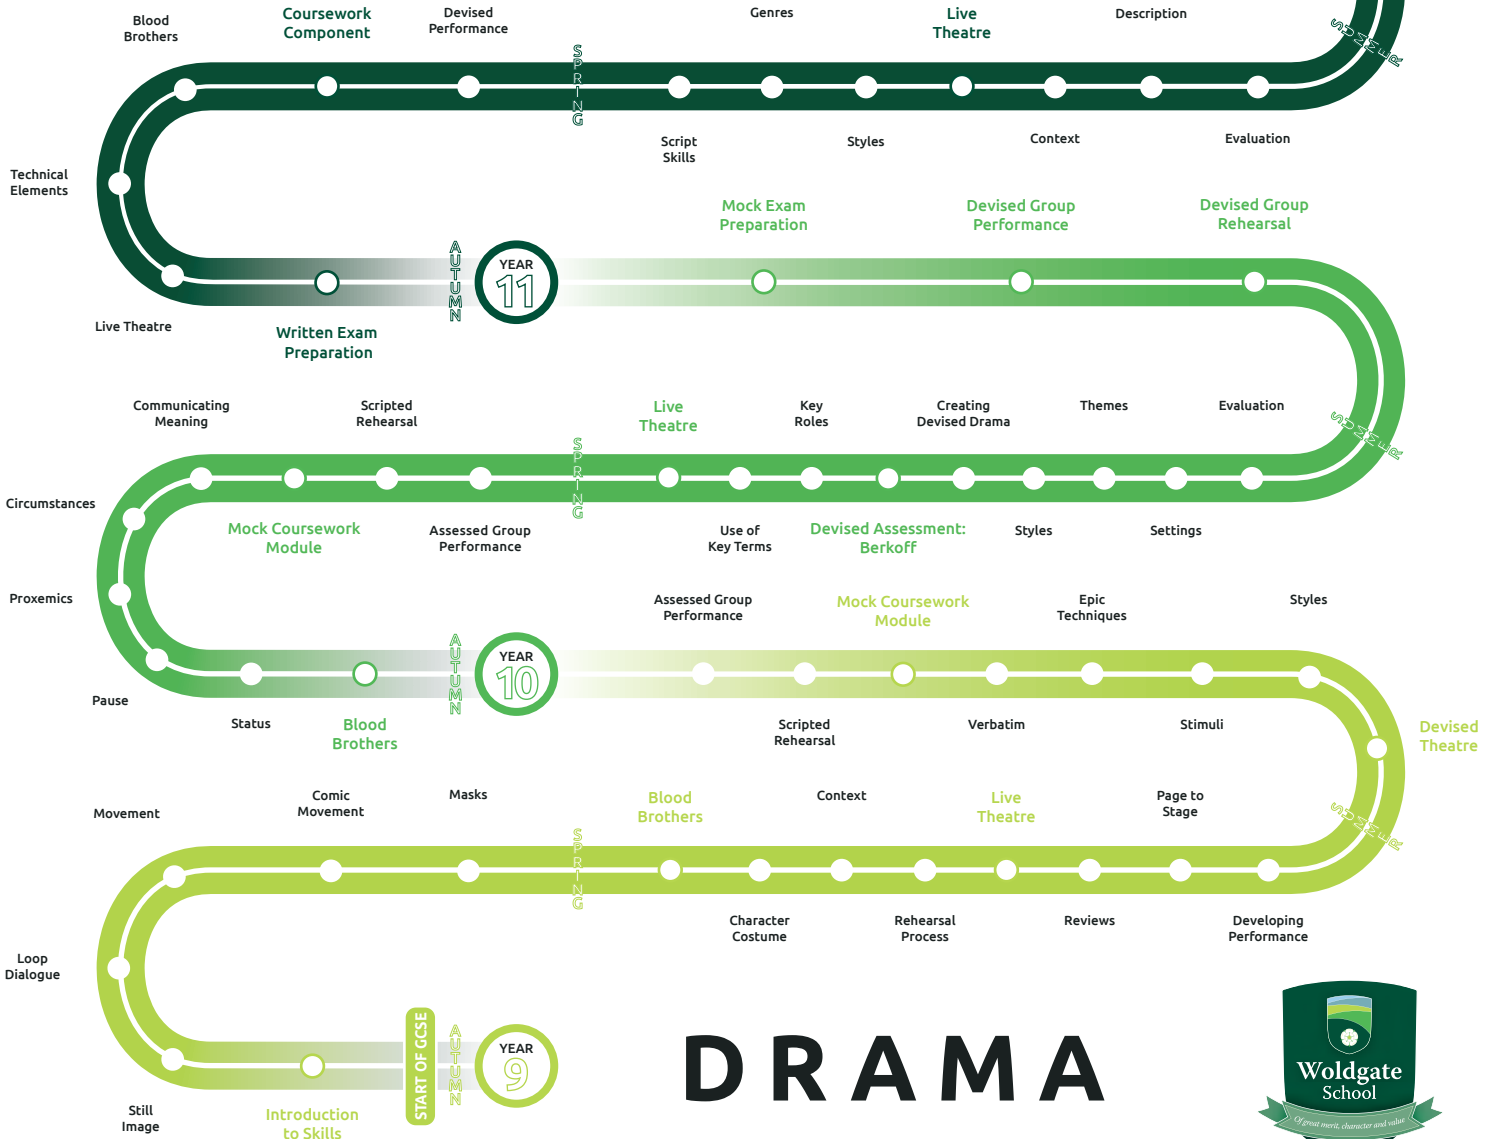 Blood
Brothers
Coursework
Component
Devised
Performance
Genres
Live
Theatre
Description
SPRING
SUMMER
Script
Skills
Styles
Context
Evaluation
Technical
Elements
Mock Exam
Preparation
Devised Group
Performance
Devised Group
Rehearsal
AUTUMN
YEAR
11
Live Theatre
Written Exam
Preparation
Communicating
Meaning
Scripted
Rehearsal
Live
Theatre
Key
Roles
Creating
Devised Drama
Themes
Evaluation
SPRING
SUMMER
Circumstances
Mock Coursework
Module
Assessed Group
Performance
Use of
Key Terms
Devised Assessment:
Berkoff
Styles
Settings
Proxemics
Assessed Group
Performance
Mock Coursework
Module
Epic
Techniques
Styles
AUTUMN
YEAR
10
Pause
Status
Blood
Brothers
Scripted
Rehearsal
Verbatim
Stimuli
Devised
Theatre
Movement
Comic
Movement
Masks
Blood
Brothers
Context
Live
Theatre
Page to
Stage
SPRING
SUMMER
Character
Costume
Rehearsal
Process
Reviews
Developing
Performance
Loop
Dialogue
START OF GCSE
AUTUMN
YEAR
9
Still
Image
Introduction
to Skills
DRAMA
Woldgate
School
Of great merit, character and value